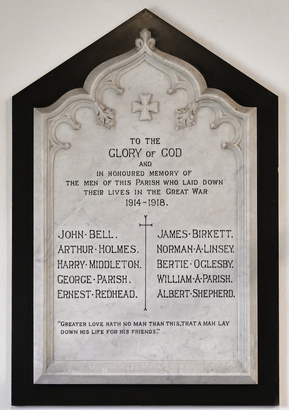 TO THE
GLORY OF GOD
AND
IN HONOURED MEMORY OF
THE MEN OF THIS PARISH WHO LAID DOWN
THEIR LIVES IN THE GREAT WAR
1914-1918.
JOHN·BELL.
ARTHUR·HOLMES.
HARRY·MIDDLETON.
GEORGE·PARISH.
ERNEST·REDHEAD.
JAMES·BIRKETT.
NORMAN·A·LINSEY.
BERTIE·OGLESBY.
WILLIAM·A·PARISH.
ALBERT·SHEPHERD.
"GREATER LOVE HATH NO MAN THAN THIS, THAT A MAN LAY
DOWN HIS LIFE FOR HIS FRIENDS."